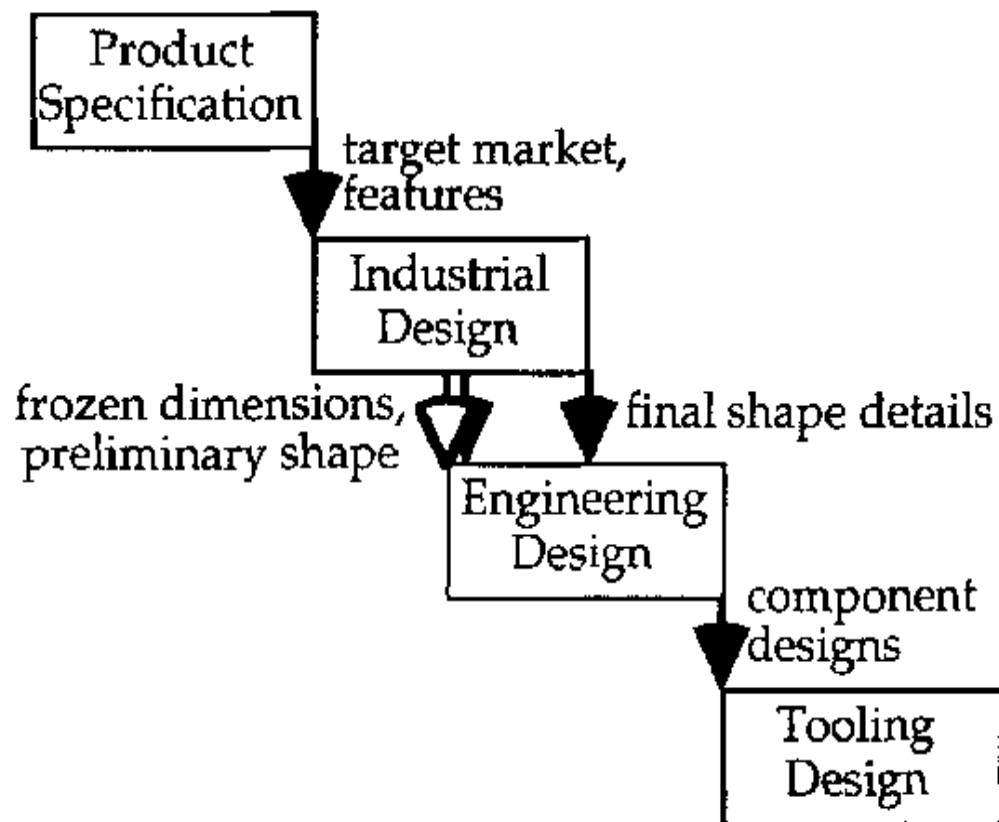 Product
Specification
target market,
features
Industrial
Design
frozen dimensions,
preliminary shape
final shape details
Engineering
Design
component
designs
Tooling
Design